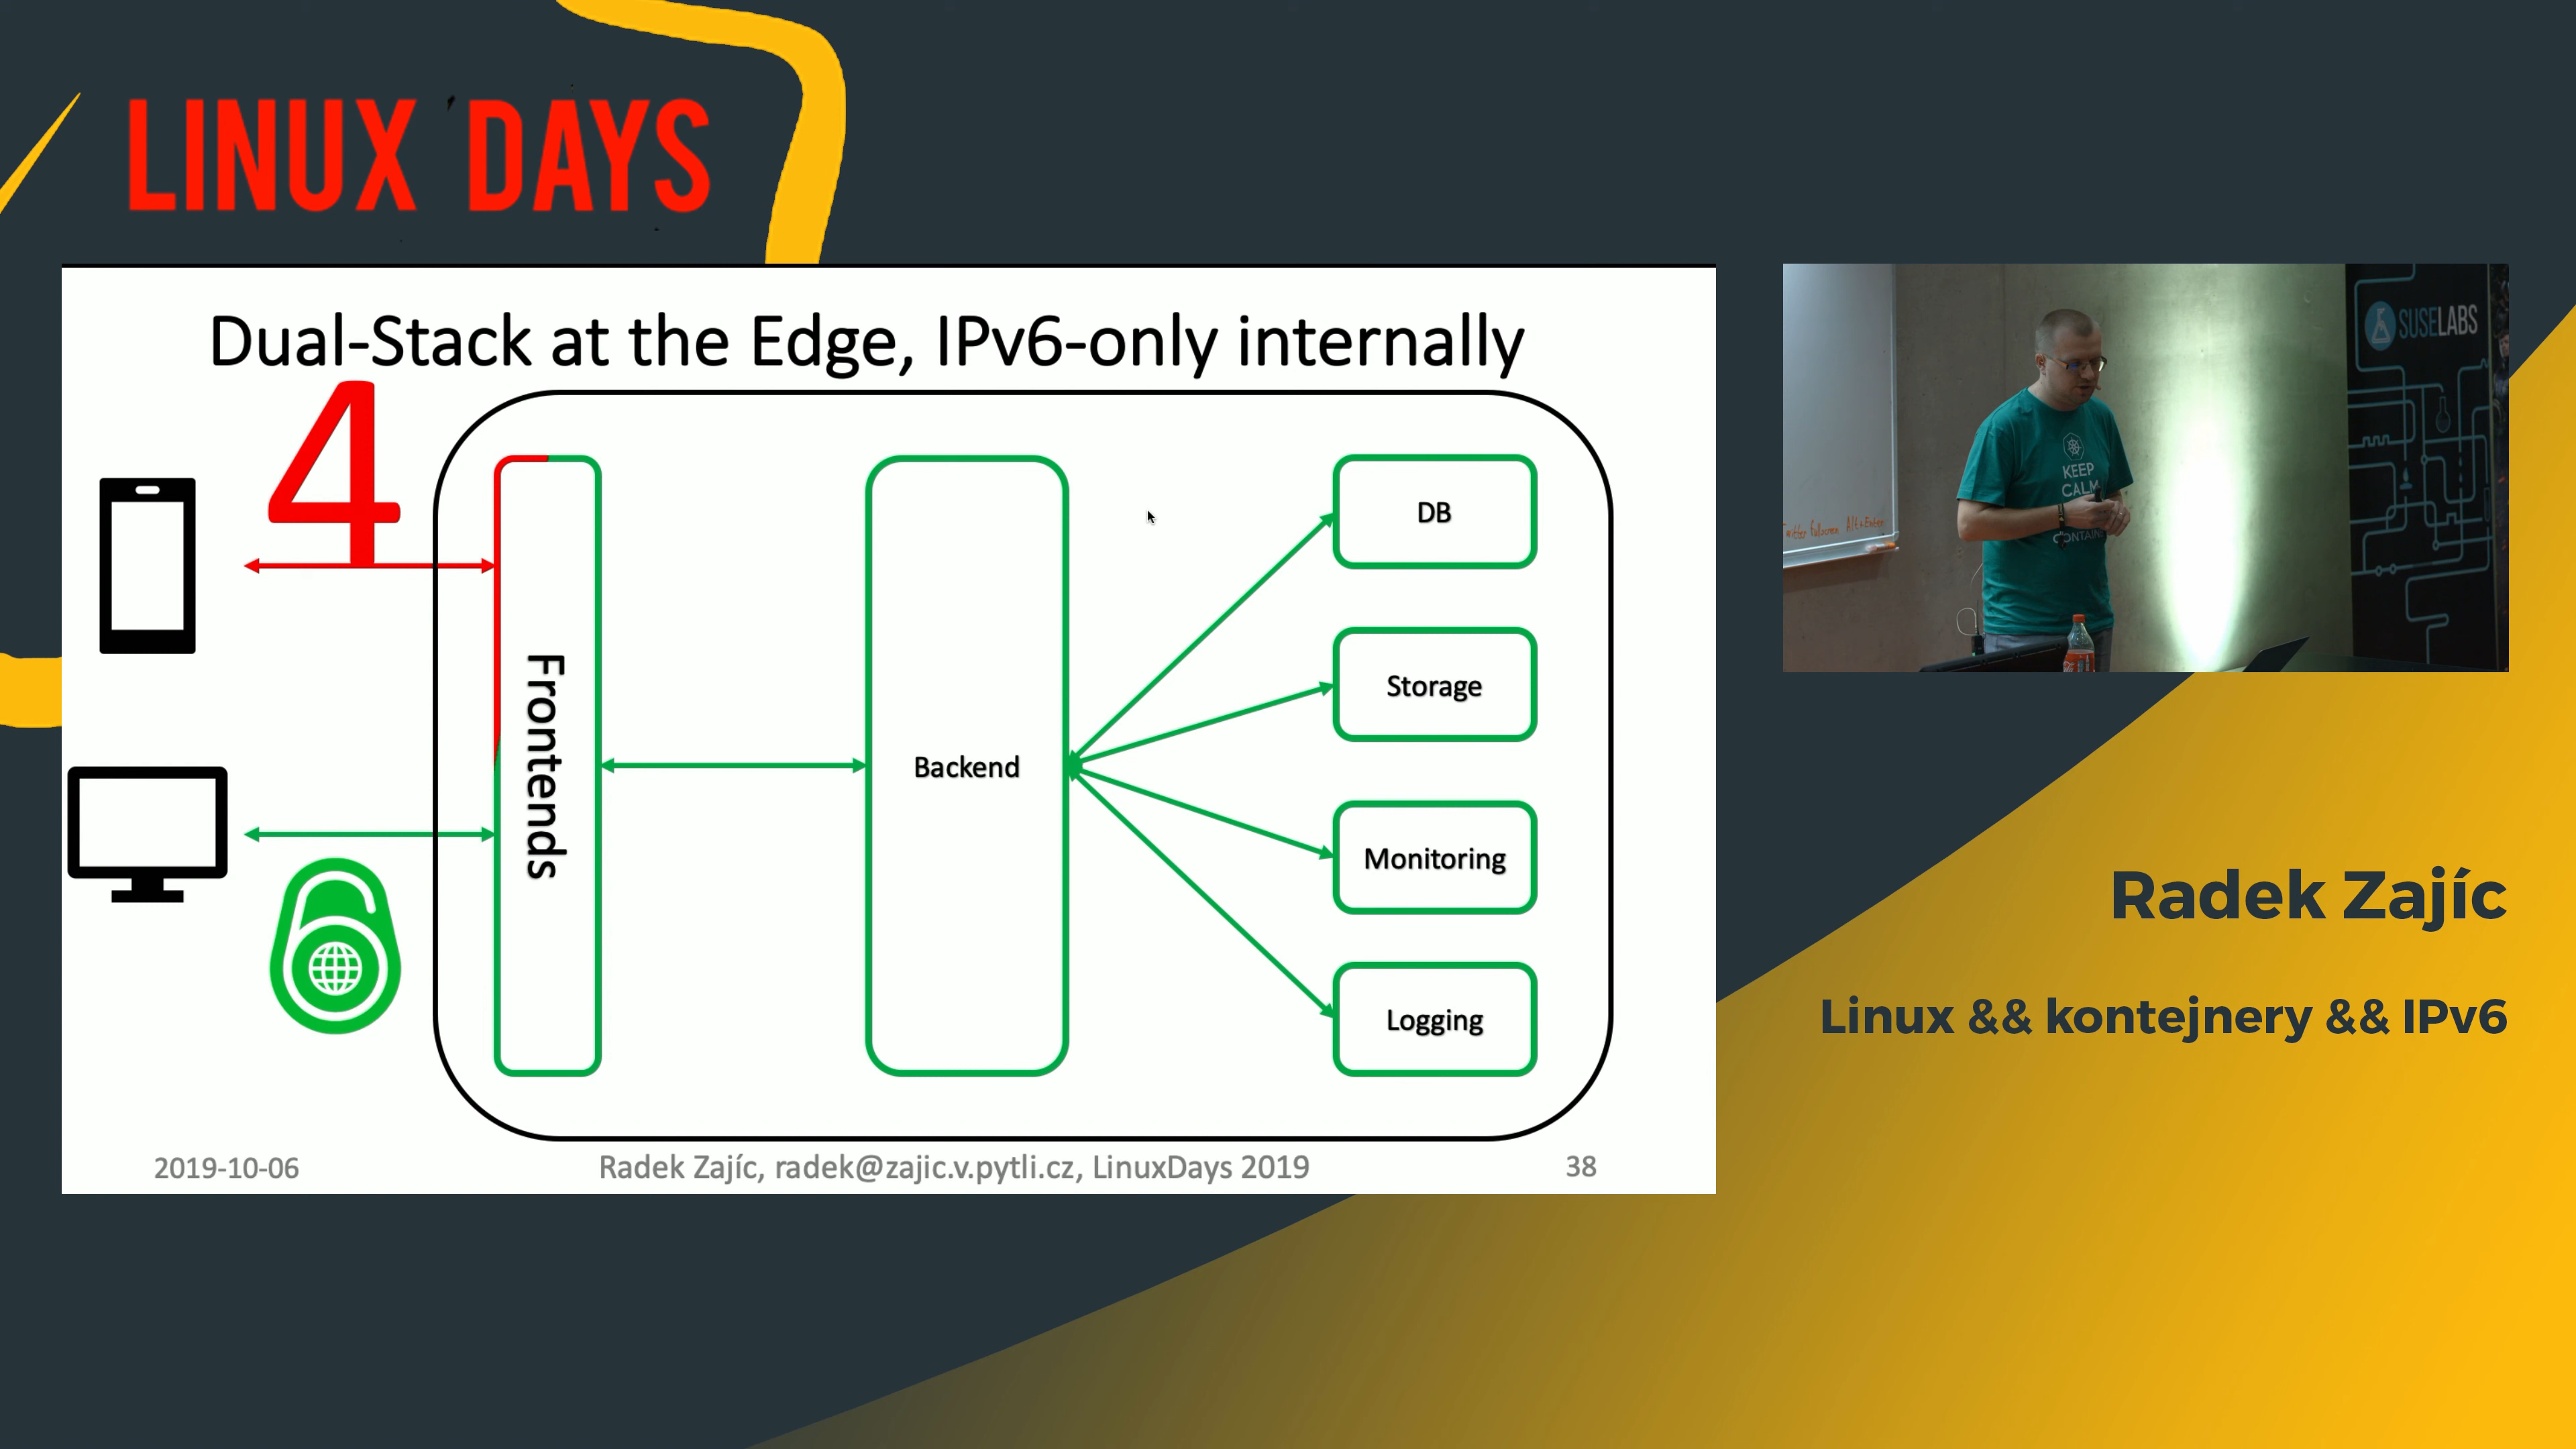 LINUX DAYS
Dual-Stack at the Edge, IPv6-only internally
4
6
Frontends
Backend
DB
Storage
Monitoring
Logging
2019-10-06
Radek Zajíc, radek@zajic.v.pytli.cz, LinuxDays 2019
38
SUSELABS
KEEP
CALM
Radek Zajíc
Linux && kontejnery && IPv6